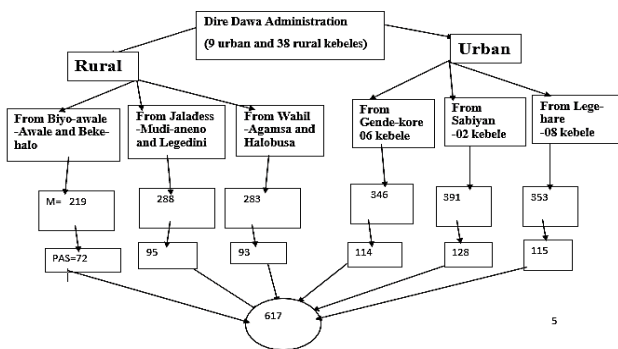 Dire Dawa Administration
(9 urban and 38 rural kebeles)
Rural
Urban
From Biyo-awale
-Awale and Beke-
halo
From Jaladess
-Mudi-aneno
and Legedini
From Wahil
-Agamsa and
Halobusa
From
Gende-kore
06 kebele
From
Sabiyan
-02 kebele
From Lege-
hare
-08 kebele
M= 219
288
283
346
391
353
PAS=72
95
93
114
128
115
617
5